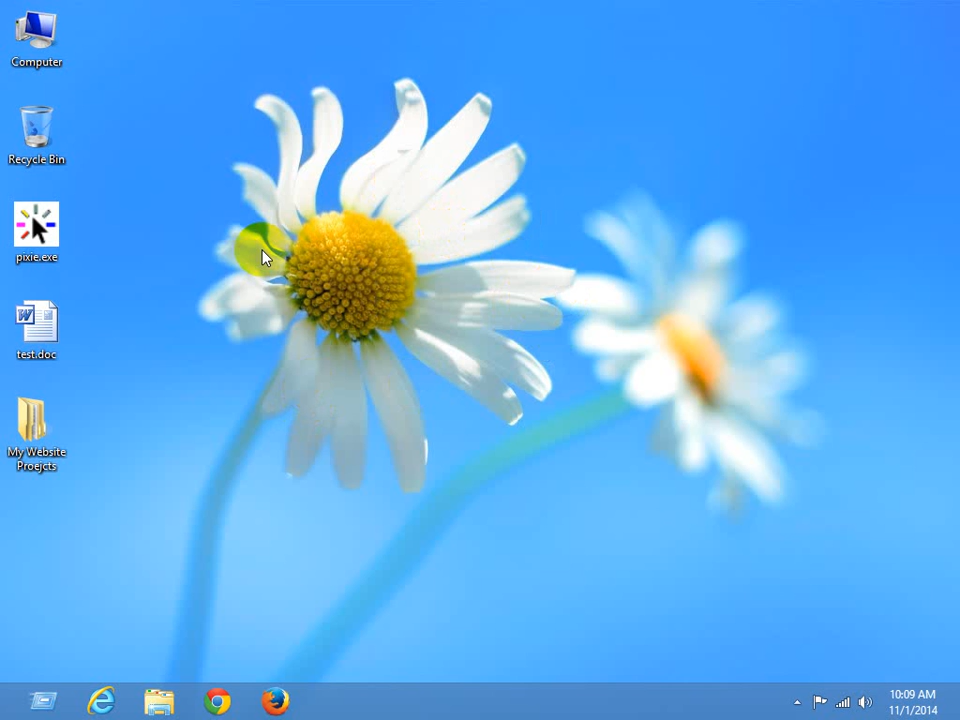 Computer
Recycle Bin
pixie.exe
test.doc
My Website
Proejcts
10:09 AM
11/1/2014